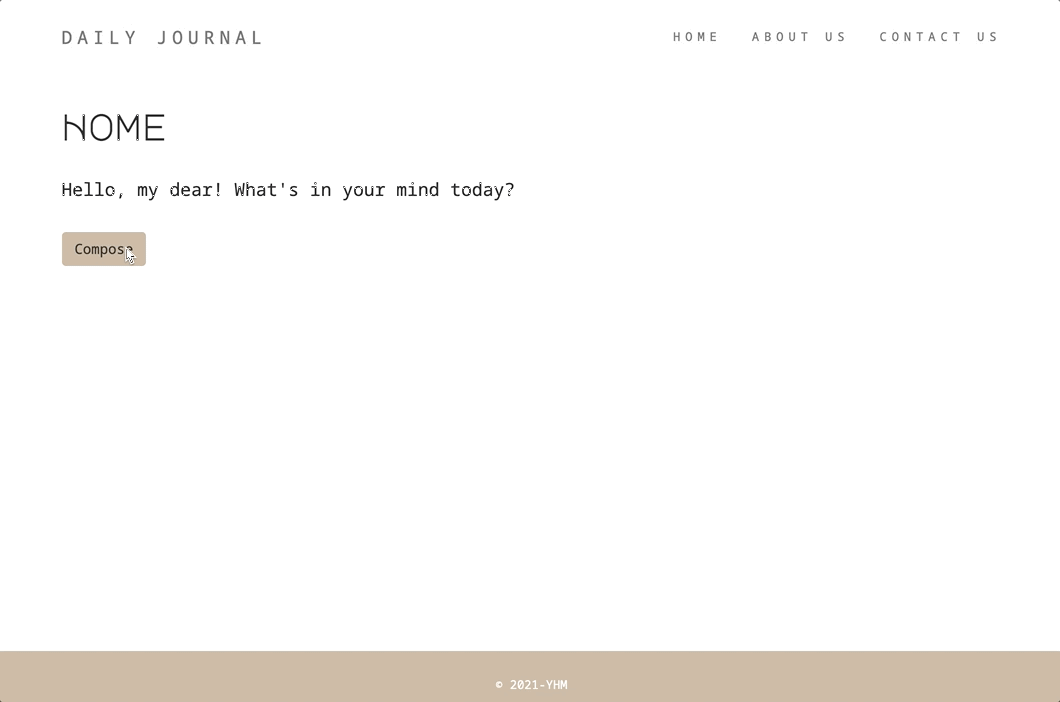 DAILY JOURNAL
HOME ABOUT US CONTACT US
HOME
Hello, my dear! What's in your mind today?
Compose
© 2021-YHM